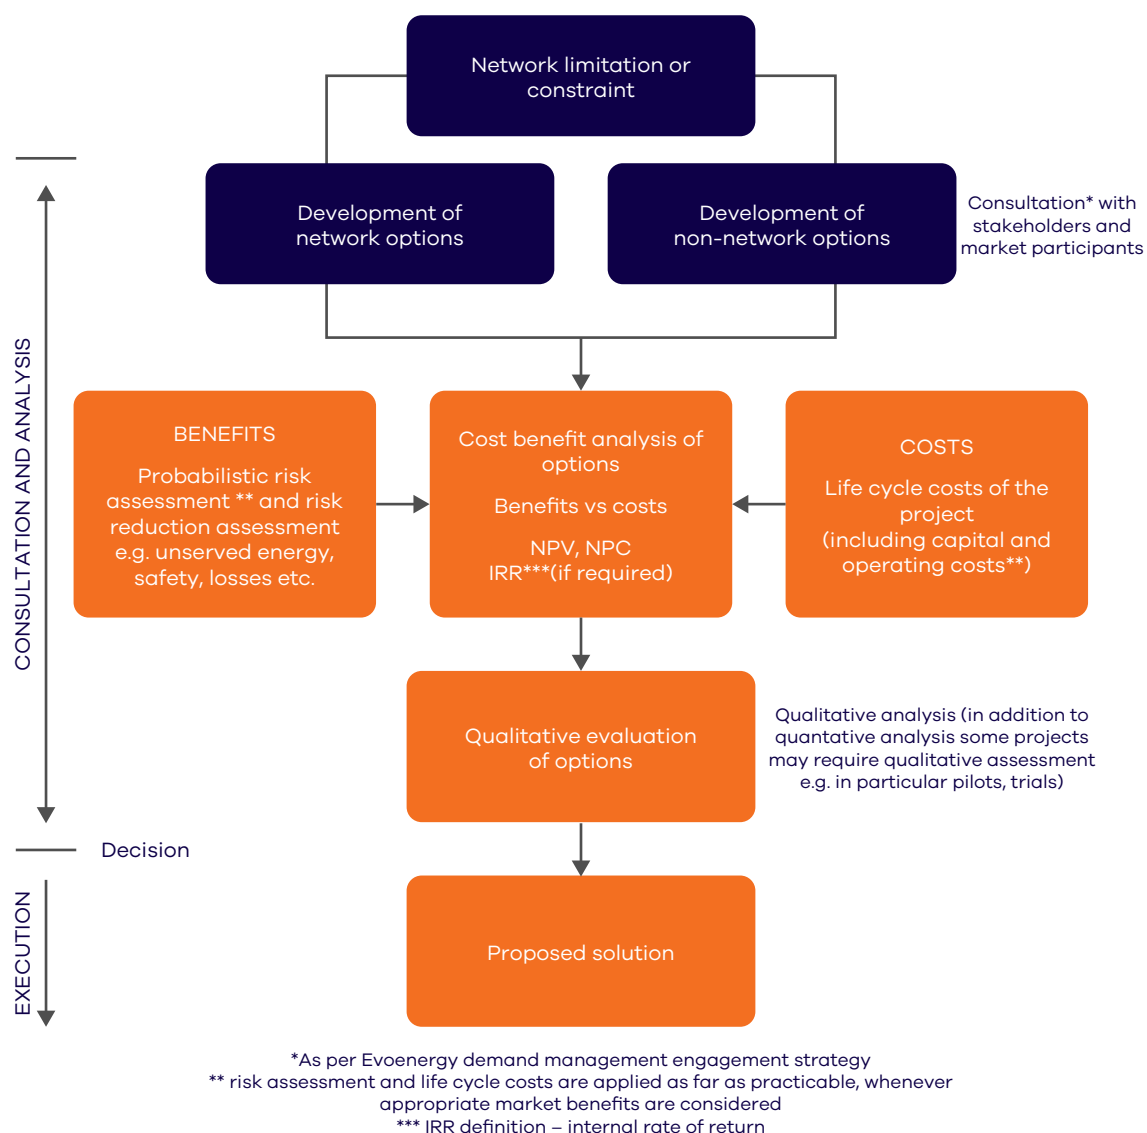 Network limitation or
constraint
Development of
network options
Development of
non-network options
Consultation* with
stakeholders and
market participants
CONSULTATION AND ANALYSIS
BENEFITS
Probabilistic risk
assessment ** and risk
reduction assessment
e.g. unserved energy,
safety, losses etc.
Cost benefit analysis of
options
Benefits vs costs
NPV, NPC
IRR***(if required)
COSTS
Life cycle costs of the
project
(including capital and
operating costs**)
Qualitative evaluation
of options
Qualitative analysis (in addition to
quantative analysis some projects
may require qualitative assessment
e.g. in particular pilots, trials)
Decision
EXECUTION
Proposed solution
*As per Evoenergy demand management engagement strategy
** risk assessment and life cycle costs are applied as far as practicable, whenever
appropriate market benefits are considered
*** IRR definition – internal rate of return